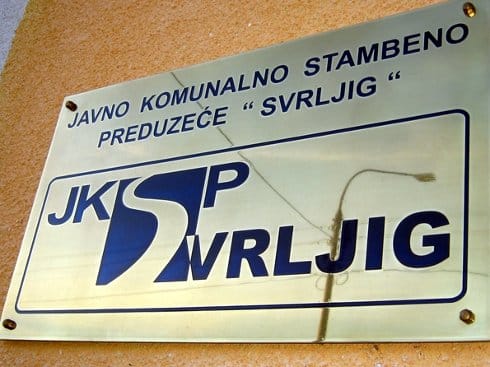 JAVNO KOMUNALNO STAMBENO
PREDUZEĆE “ SVRLJIG “
JKSP
SVRLJIG